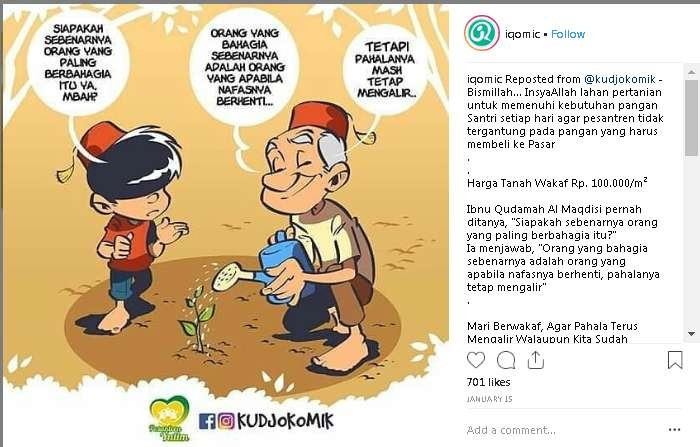 SIAPAKAH
SEBENARNYA
ORANG YANG
PALING
BERBAHAGIA
ITU YA,
MBAH?
ORANG YANG
BAHAGIA
SEBENARNYA
ADALAH ORANG
YANG APABILA
NAFASNYA
BERHENTI...
TETAPI
PAHALANYA
MASH
TETAP
MENGALIR..
Pesantren
Yatim
KUDJOKOMIK
iqomic • Follow
iqomic Reposted from @kudjokomik -
Bismillah... InsyaAllah lahan pertanian
untuk memenuhi kebutuhan pangan
Santri setiap hari agar pesantren tidak
tergantung pada pangan yang harus
membeli ke Pasar
.
.
Harga Tanah Wakaf Rp. 100.000/m²
Ibnu Qudamah Al Maqdisi pernah
ditanya, "Siapakah sebenarnya orang
yang paling berbahagia itu?"
Ia menjawab, "Orang yang bahagia
sebenarnya adalah orang yang
apabila nafasnya berhenti, pahalanya
tetap mengalir"
.
Mari Berwakaf, Agar Pahala Terus
Mengalir Walaupun Kita Sudah
701 likes
JANUARY 15
Add a comment...